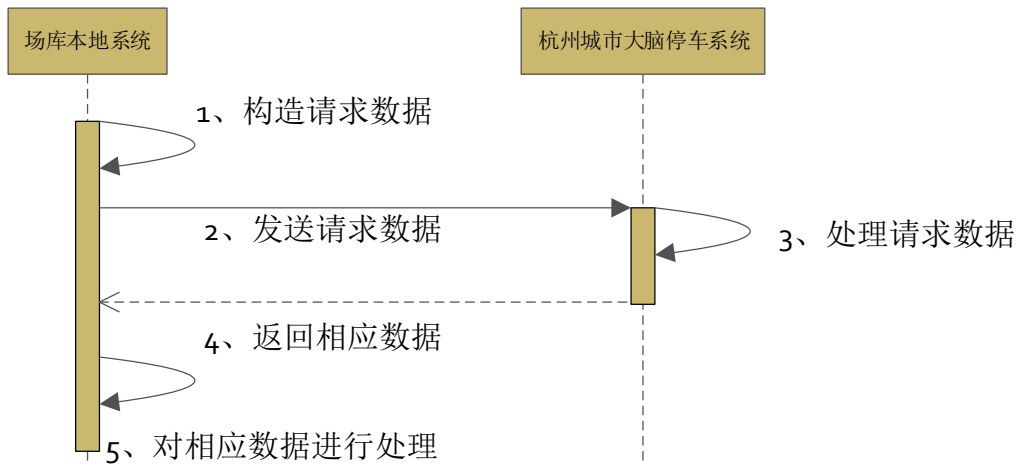 场库本地系统
杭州城市大脑停车系统
1、构造请求数据
2、发送请求数据
3、处理请求数据
4、返回相应数据
5、对相应数据进行处理